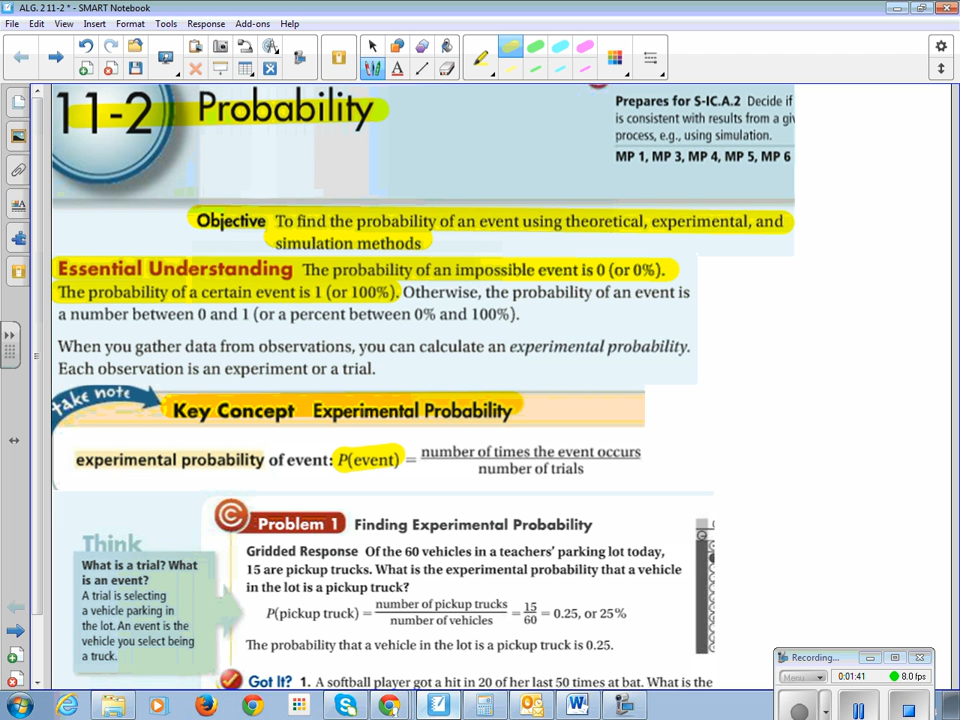 ALG. 2 11-2 * - SMART Notebook
File Edit View Insert Format Tools Response Add-ons Help
11-2 Probability
Prepares for S-IC.A.2 Decide if
is consistent with results from a giv
process, e.g., using simulation.
MP 1, MP 3, MP 4, MP 5, MP 6
Objective To find the probability of an event using theoretical, experimental, and
simulation methods
Essential Understanding The probability of an impossible event is 0 (or 0%).
The probability of a certain event is 1 (or 100%). Otherwise, the probability of an event is
a number between 0 and 1 (or a percent between 0% and 100%).
When you gather data from observations, you can calculate an experimental probability.
Each observation is an experiment or a trial.
take note
Key Concept Experimental Probability
experimental probability of event: P(event) = number of times the event occurs
number of trials
Problem 1 Finding Experimental Probability
Think
What is a trial? What
is an event?
A trial is selecting
a vehicle parking in
the lot. An event is the
vehicle you select being
a truck.
Gridded Response Of the 60 vehicles in a teachers' parking lot today,
15 are pickup trucks. What is the experimental probability that a vehicle
in the lot is a pickup truck?
P(pickup truck) = number of pickup trucks / number of vehicles = 15/60 = 0.25, or 25%
The probability that a vehicle in the lot is a pickup truck is 0.25.
Got It? 1. A softball player got a hit in 20 of her last 50 times at bat. What is the
Recording...
Menu
0:01:41
8.0 fps